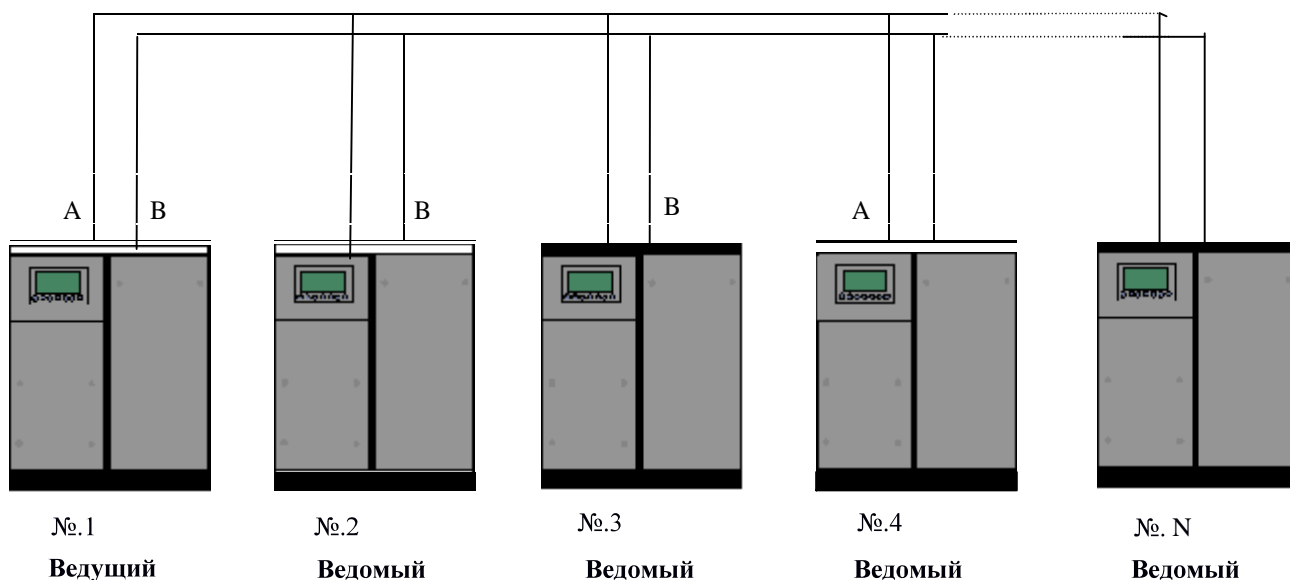 A B B B A
№.1 №.2 №.3 №.4 №. N
Ведущий Ведомый Ведомый Ведомый Ведомый